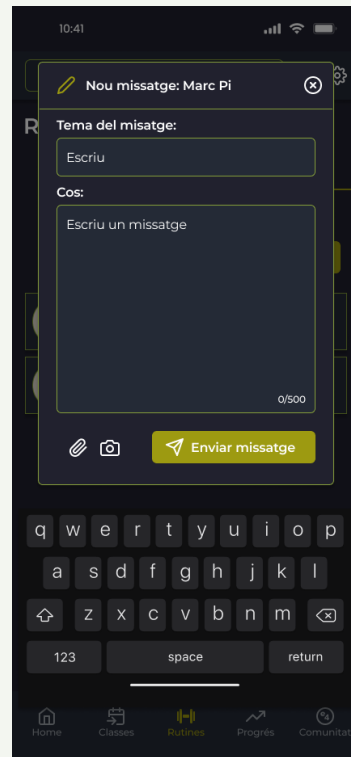 10:41
Nou missatge: Marc Pi
R
Tema del misatge:
Escriu
Cos:
Escriu un missatge
0/500
Enviar missatge
q w e r t y u i o p
a s d f g h j k l
z x c v b n m
123 space return
Home Classes Rutines Progrés Comunitat